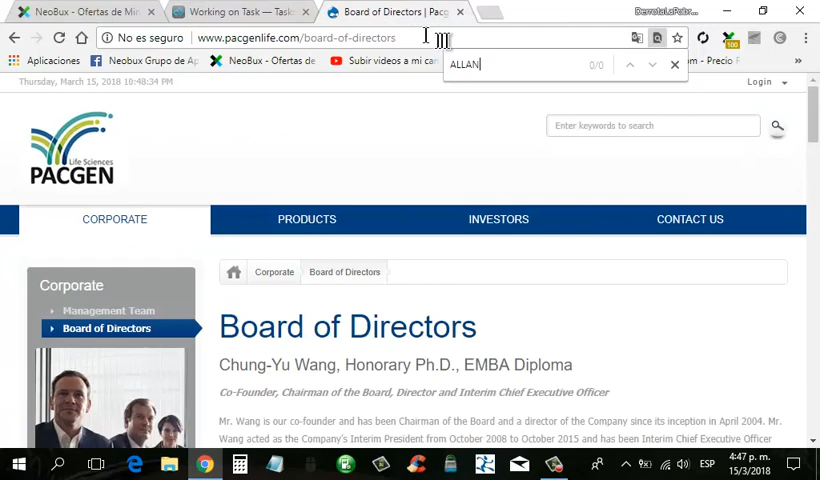 NeoBux - Ofertas de Min
Working on Task — Tasks
Board of Directors | Pacg
No es seguro
www.pacgenlife.com/board-of-directors
100
Aplicaciones
Neobux Grupo de Ap
NeoBux - Ofertas de
Subir videos a mi can
om - Precio
»
ALLAN
0/0
Thursday, March 15, 2018 | 10:48:34 PM
Login
Life Sciences
PACGEN
Enter keywords to search
CORPORATE
PRODUCTS
INVESTORS
CONTACT US
Corporate
Management Team
Board of Directors
Corporate
Board of Directors
Board of Directors
Chung-Yu Wang, Honorary Ph.D., EMBA Diploma
Co-Founder, Chairman of the Board, Director and Interim Chief Executive Officer
Mr. Wang is our co-founder and has been Chairman of the Board and a director of the Company since its inception in April 2004. Mr.
Wang acted as the Company's Interim President from October 2008 to October 2015 and has been Interim Chief Executive Officer
ESP
4:47 p. m.
15/3/2018